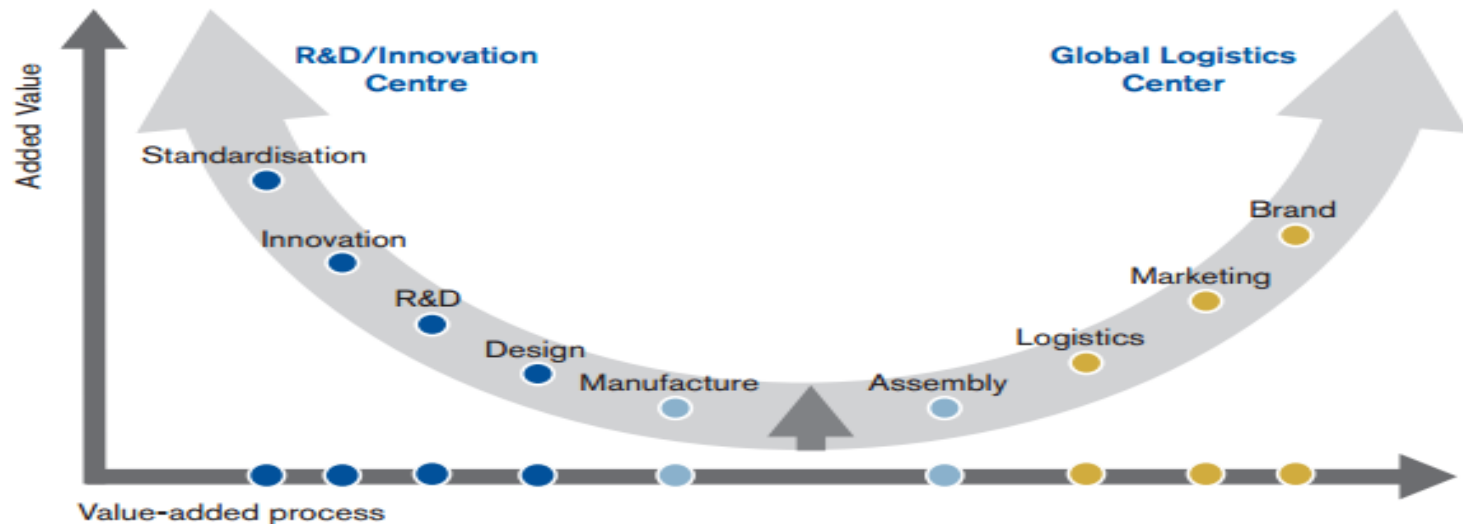 R&D/Innovation
Centre
Global Logistics
Center
Added Value
Standardisation
Innovation
R&D
Design
Manufacture
Assembly
Logistics
Marketing
Brand
Value-added process